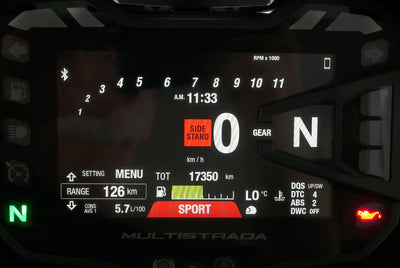 RPM x 1000
1 2 3 4 5 6 7 8 9 10 11
A.M. 11:33
SIDE STAND
0
km / h
GEAR N
SETTING MENU
TOT 17350 km
RANGE 126 km
CONS AVG 1 5.7 L/100
SPORT
LO °C
DQS UP/DW
DTC 4
ABS 2
DWC OFF
N
MULTISTRADA